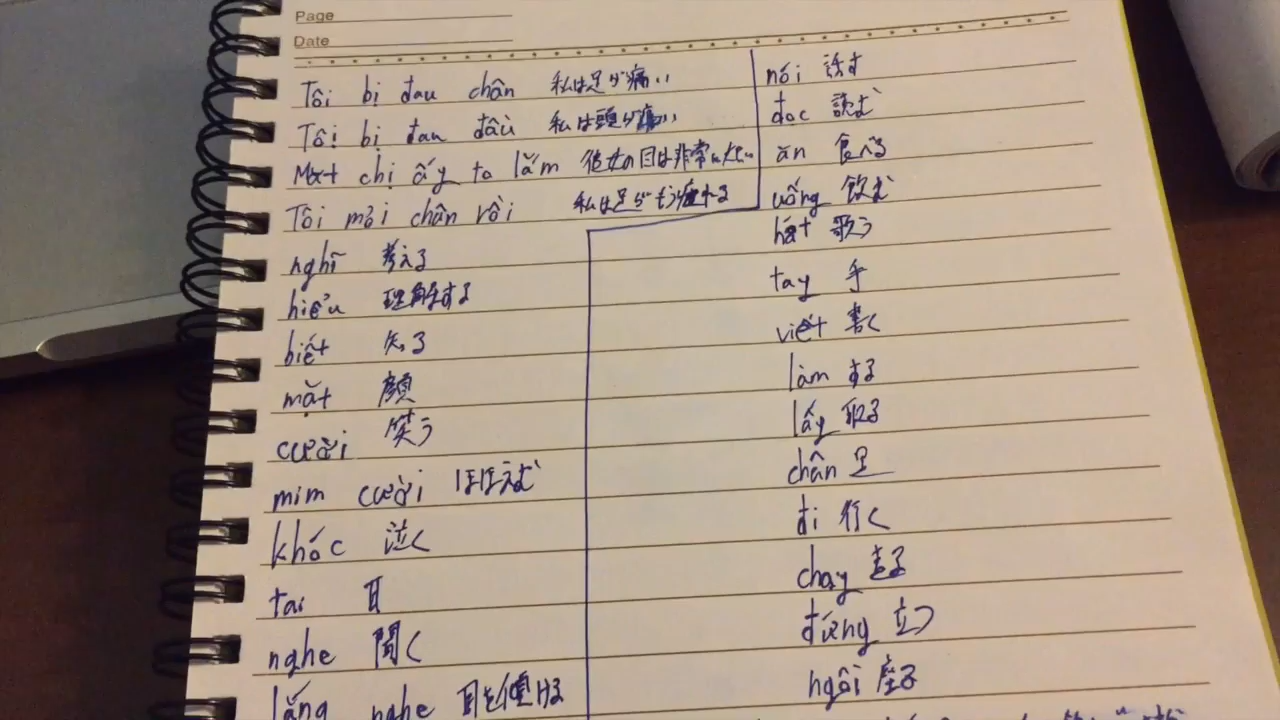 Page
Date
Tôi bị đau chân 私は足が痛い
Tôi bị đau đầu 私は頭が痛い
Mắt chị ấy to lắm 彼女の目は非常に大きい
Tôi mỏi chân rồi 私は足がもう疲れる
nghĩ 考える
hiểu 理解する
biết 知る
mặt 顔
cười 笑う
mim cười ほほえむ
khóc 泣く
tai 耳
nghe 聞く
lắng nghe 耳を傾ける
nói 話す
đọc 読む
ăn 食べる
uống 飲む
hát 歌う
tay 手
viết 書く
làm する
lấy 取る
chân 足
đi 行く
chạy 走る
đứng 立つ
ngồi 座る